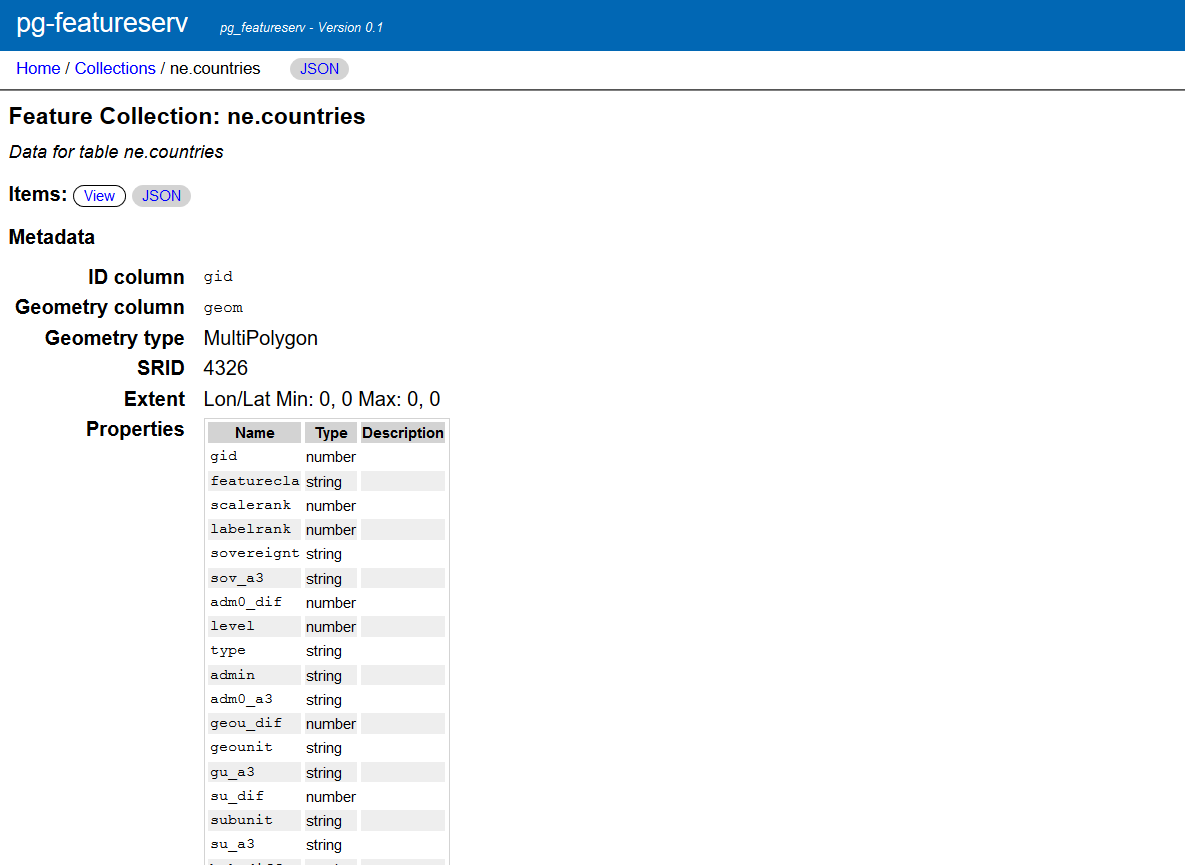 pg-featureserv pg_featureserv - Version 0.1
Home / Collections / ne.countries JSON
Feature Collection: ne.countries
Data for table ne.countries
Items: View JSON
Metadata
ID column gid
Geometry column geom
Geometry type MultiPolygon
SRID 4326
Extent Lon/Lat Min: 0, 0 Max: 0, 0
Properties
Name Type Description
gid number
featurecla string
scalerank number
labelrank number
sovereignt string
sov_a3 string
adm0_dif number
level number
type string
admin string
adm0_a3 string
geou_dif number
geounit string
gu_a3 string
su_dif number
subunit string
su_a3 string